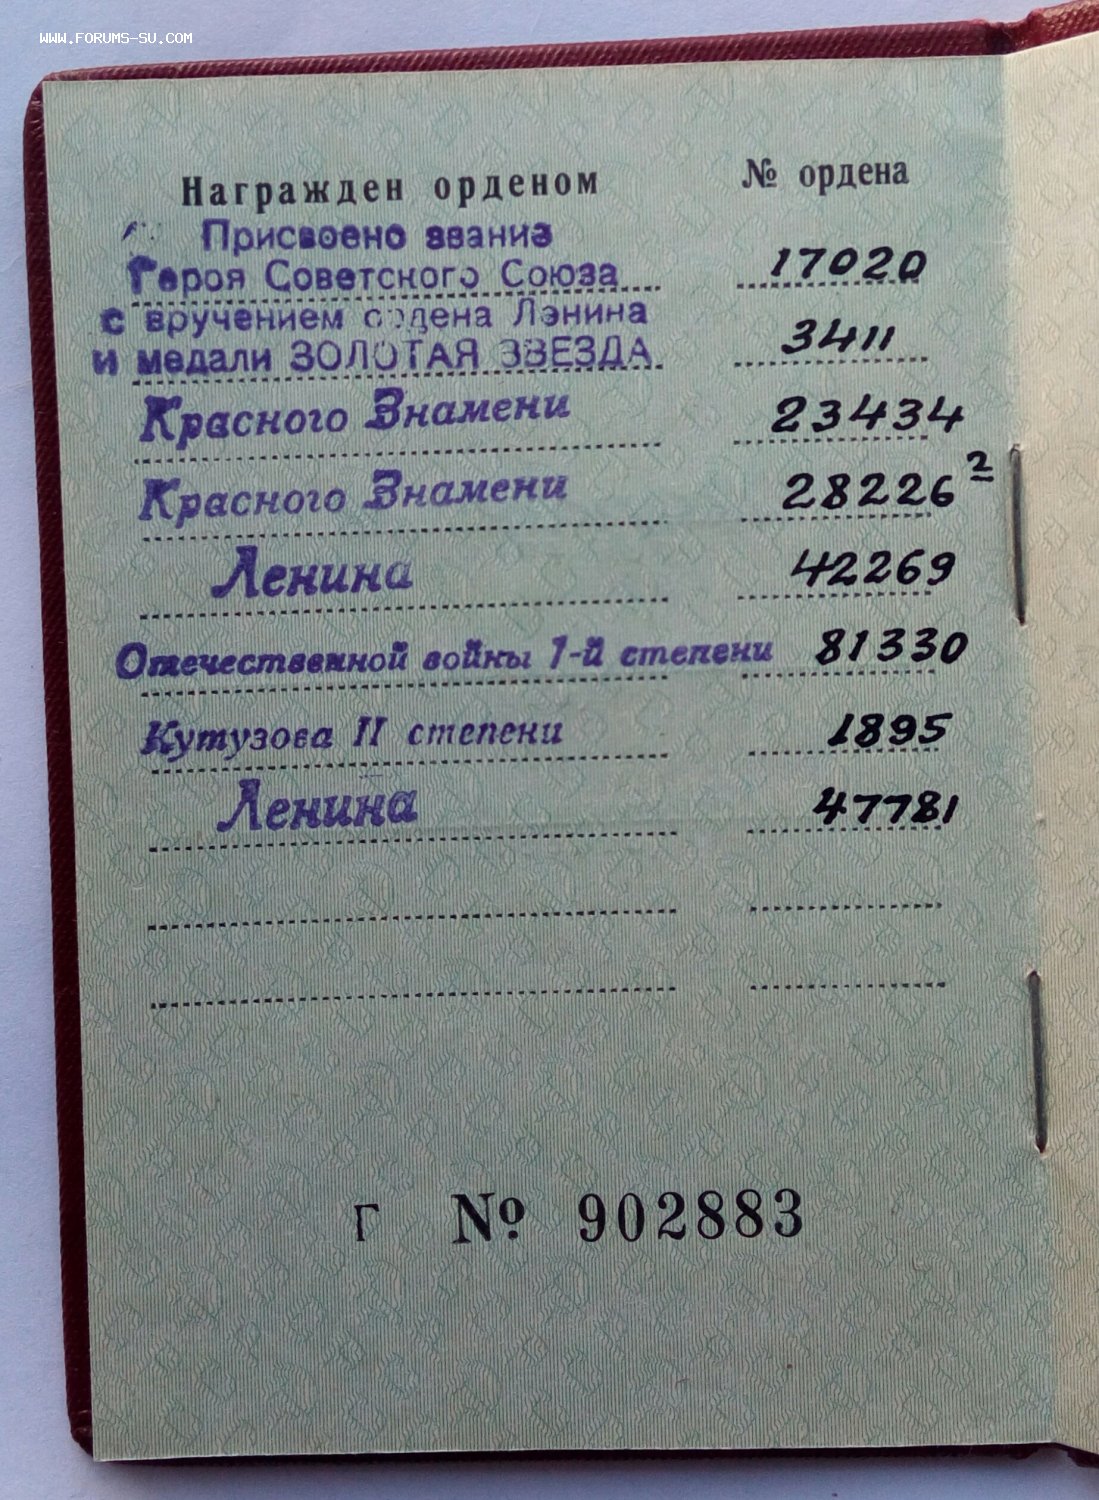 WWW.FORUMS-SU.COM
Награжден орденом № ордена
Присвоено звание
Героя Советского Союза 17020
с вручением ордена Ленина
и медали ЗОЛОТАЯ ЗВЕЗДА 3411
Красного Знамени 23434
Красного Знамени 28226 2
Ленина 42269
Отечественной войны 1-й степени 81330
Кутузова II степени 1895
Ленина 47781
Г № 902883